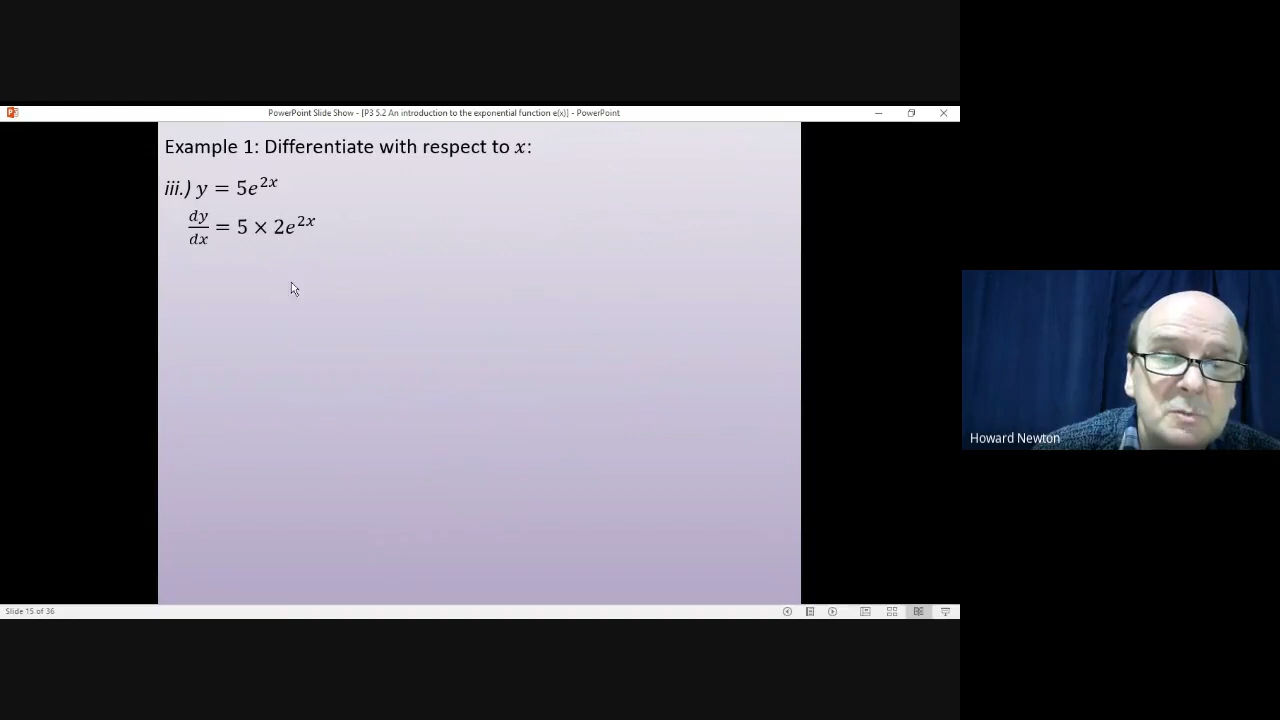 PowerPoint Slide Show - [P3 5.2 An introduction to the exponential function e(x)] - PowerPoint
Example 1: Differentiate with respect to x:
iii.) y = 5e^{2x}
dy/dx = 5 × 2e^{2x}
Howard Newton
Slide 15 of 36